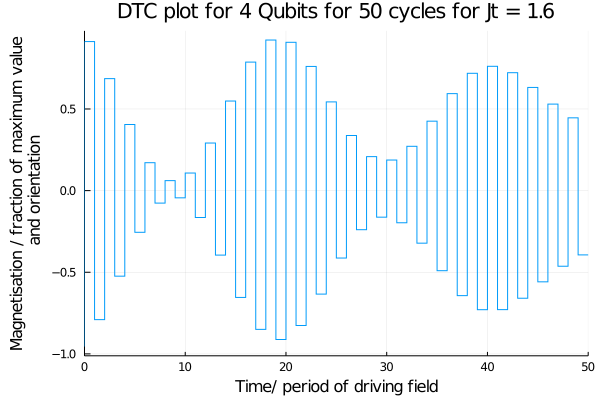 DTC plot for 4 Qubits for 50 cycles for Jt = 1.6
Magnetisation / fraction of maximum value
and orientation
0.5
0.0
−0.5
−1.0
0
10
20
30
40
50
Time/ period of driving field